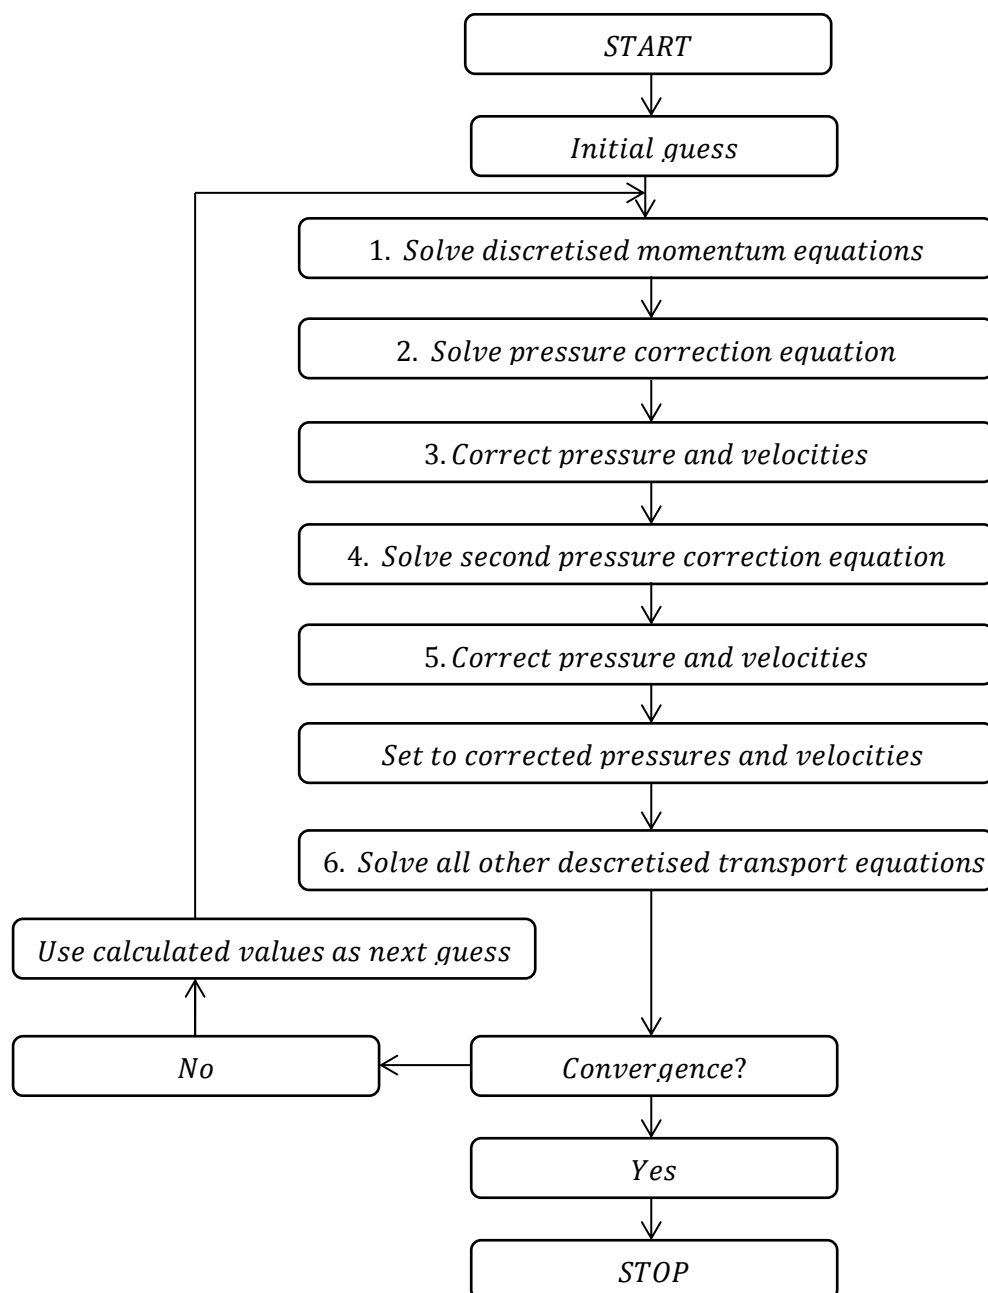 START
Initial guess
1. Solve discretised momentum equations
2. Solve pressure correction equation
3. Correct pressure and velocities
4. Solve second pressure correction equation
5. Correct pressure and velocities
Set to corrected pressures and velocities
6. Solve all other descretised transport equations
Use calculated values as next guess
No
Convergence?
Yes
STOP